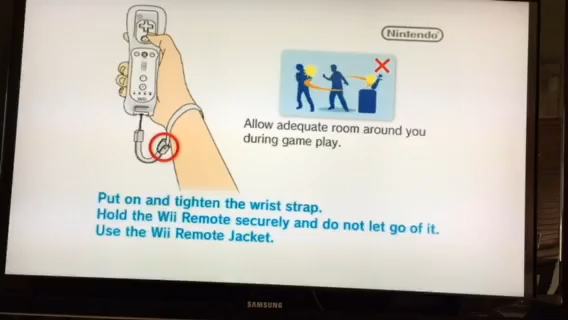 Nintendo
Allow adequate room around you
during game play.
Put on and tighten the wrist strap.
Hold the Wii Remote securely and do not let go of it.
Use the Wii Remote Jacket.
SAMSUNG